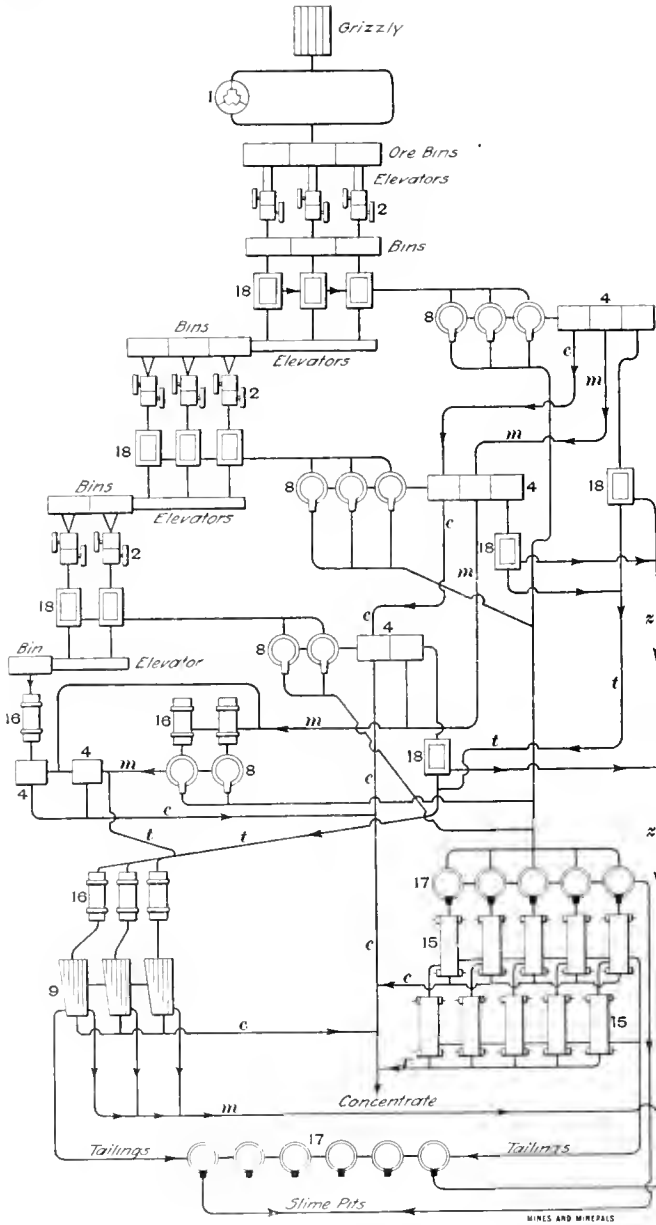 Grizzly
1
Ore Bins
Elevators
2
Bins
18
4
8
Bins
Elevators
c
m
2
m
18
8
4
18
Bins
Elevators
c
18
2
m
18
c
4
8
z
Bin
Elevator
t
16
16
m
t
18
4
m
8
4
c
c
t
t
z
17
16
15
c
c
9
15
c
m
Concentrate
Tailings
17
Tailings
Slime Pits
MINES AND MINERALS